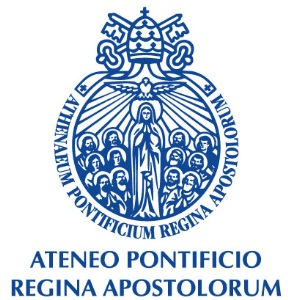 ATHENAEUM PONTIFICIUM REGINA APOSTOLORUM
ATENEO PONTIFICIO
REGINA APOSTOLORUM